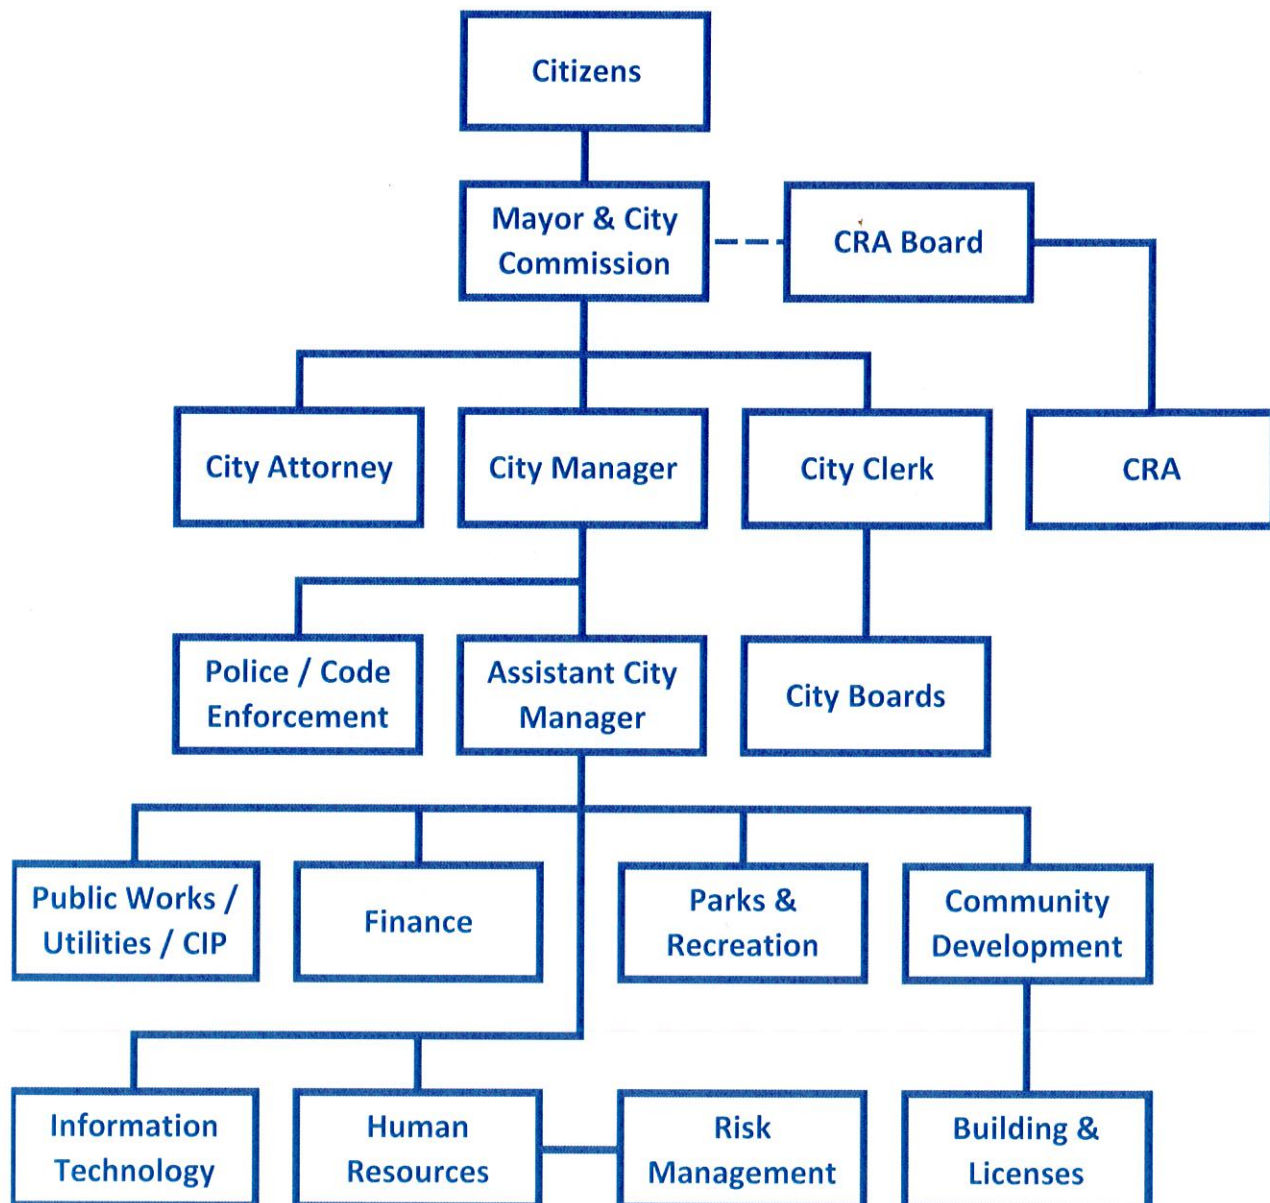 Citizens
Mayor & City
Commission
CRA Board
City Attorney
City Manager
City Clerk
CRA
Police / Code
Enforcement
Assistant City
Manager
City Boards
Public Works /
Utilities / CIP
Finance
Parks &
Recreation
Community
Development
Information
Technology
Human
Resources
Risk
Management
Building &
Licenses